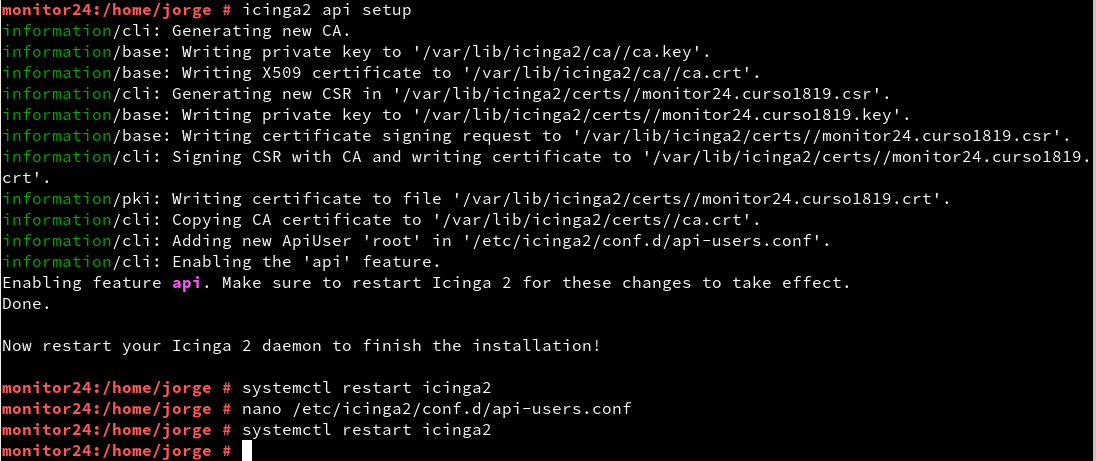 monitor24:/home/jorge # icinga2 api setup
information/cli: Generating new CA.
information/base: Writing private key to '/var/lib/icinga2/ca//ca.key'.
information/base: Writing X509 certificate to '/var/lib/icinga2/ca//ca.crt'.
information/cli: Generating new CSR in '/var/lib/icinga2/certs//monitor24.curso1819.csr'.
information/base: Writing private key to '/var/lib/icinga2/certs//monitor24.curso1819.key'.
information/base: Writing certificate signing request to '/var/lib/icinga2/certs//monitor24.curso1819.csr'.
information/cli: Signing CSR with CA and writing certificate to '/var/lib/icinga2/certs//monitor24.curso1819.
crt'.
information/pki: Writing certificate to file '/var/lib/icinga2/certs//monitor24.curso1819.crt'.
information/cli: Copying CA certificate to '/var/lib/icinga2/certs//ca.crt'.
information/cli: Adding new ApiUser 'root' in '/etc/icinga2/conf.d/api-users.conf'.
information/cli: Enabling the 'api' feature.
Enabling feature api. Make sure to restart Icinga 2 for these changes to take effect.
Done.
Now restart your Icinga 2 daemon to finish the installation!
monitor24:/home/jorge # systemctl restart icinga2
monitor24:/home/jorge # nano /etc/icinga2/conf.d/api-users.conf
monitor24:/home/jorge # systemctl restart icinga2
monitor24:/home/jorge #